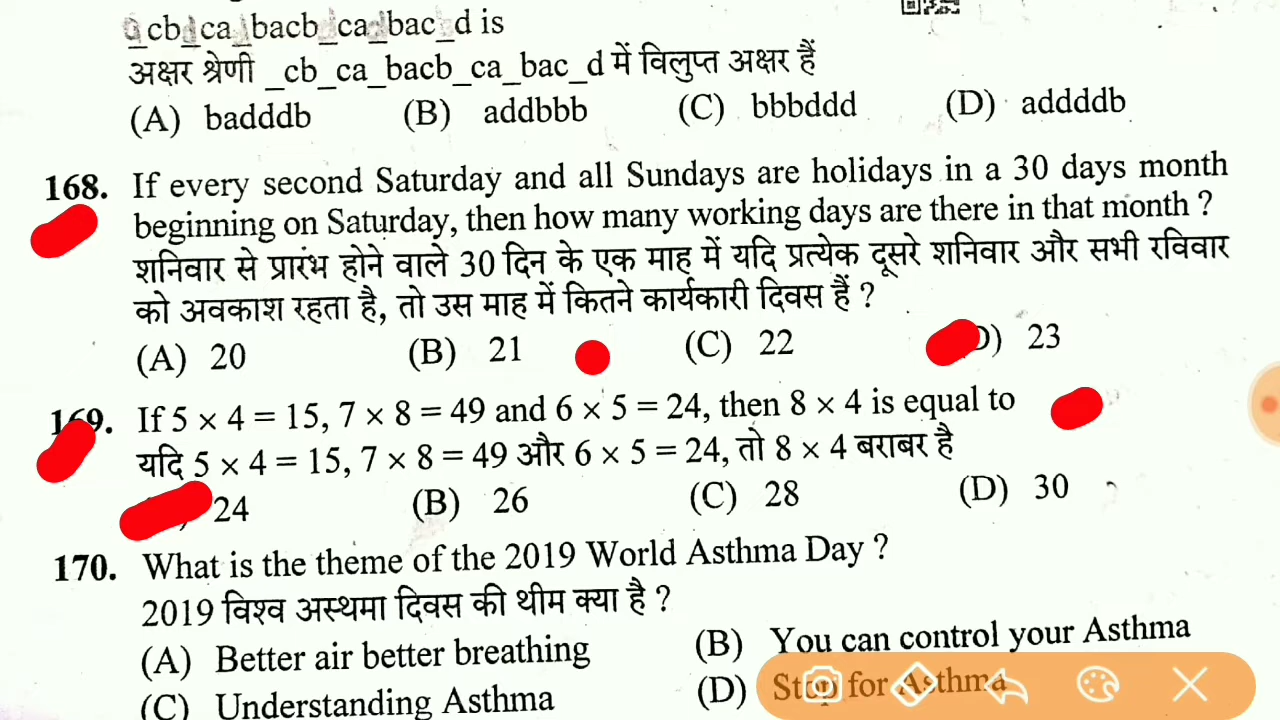 _cb_ca_bacb_ca_bac_d is
अक्षर श्रेणी _cb_ca_bacb_ca_bac_d में विलुप्त अक्षर हैं
(A) badddb (B) addbbb (C) bbbddd (D) addddb
168. If every second Saturday and all Sundays are holidays in a 30 days month
beginning on Saturday, then how many working days are there in that month ?
शनिवार से प्रारंभ होने वाले 30 दिन के एक माह में यदि प्रत्येक दूसरे शनिवार और सभी रविवार
को अवकाश रहता है, तो उस माह में कितने कार्यकारी दिवस हैं ?
(A) 20 (B) 21 (C) 22 D) 23
169. If 5 × 4 = 15, 7 × 8 = 49 and 6 × 5 = 24, then 8 × 4 is equal to
यदि 5 × 4 = 15, 7 × 8 = 49 और 6 × 5 = 24, तो 8 × 4 बराबर है
24 (B) 26 (C) 28 (D) 30
170. What is the theme of the 2019 World Asthma Day ?
2019 विश्व अस्थमा दिवस की थीम क्या है ?
(A) Better air better breathing (B) You can control your Asthma
(C) Understanding Asthma (D) Stop for Asthma